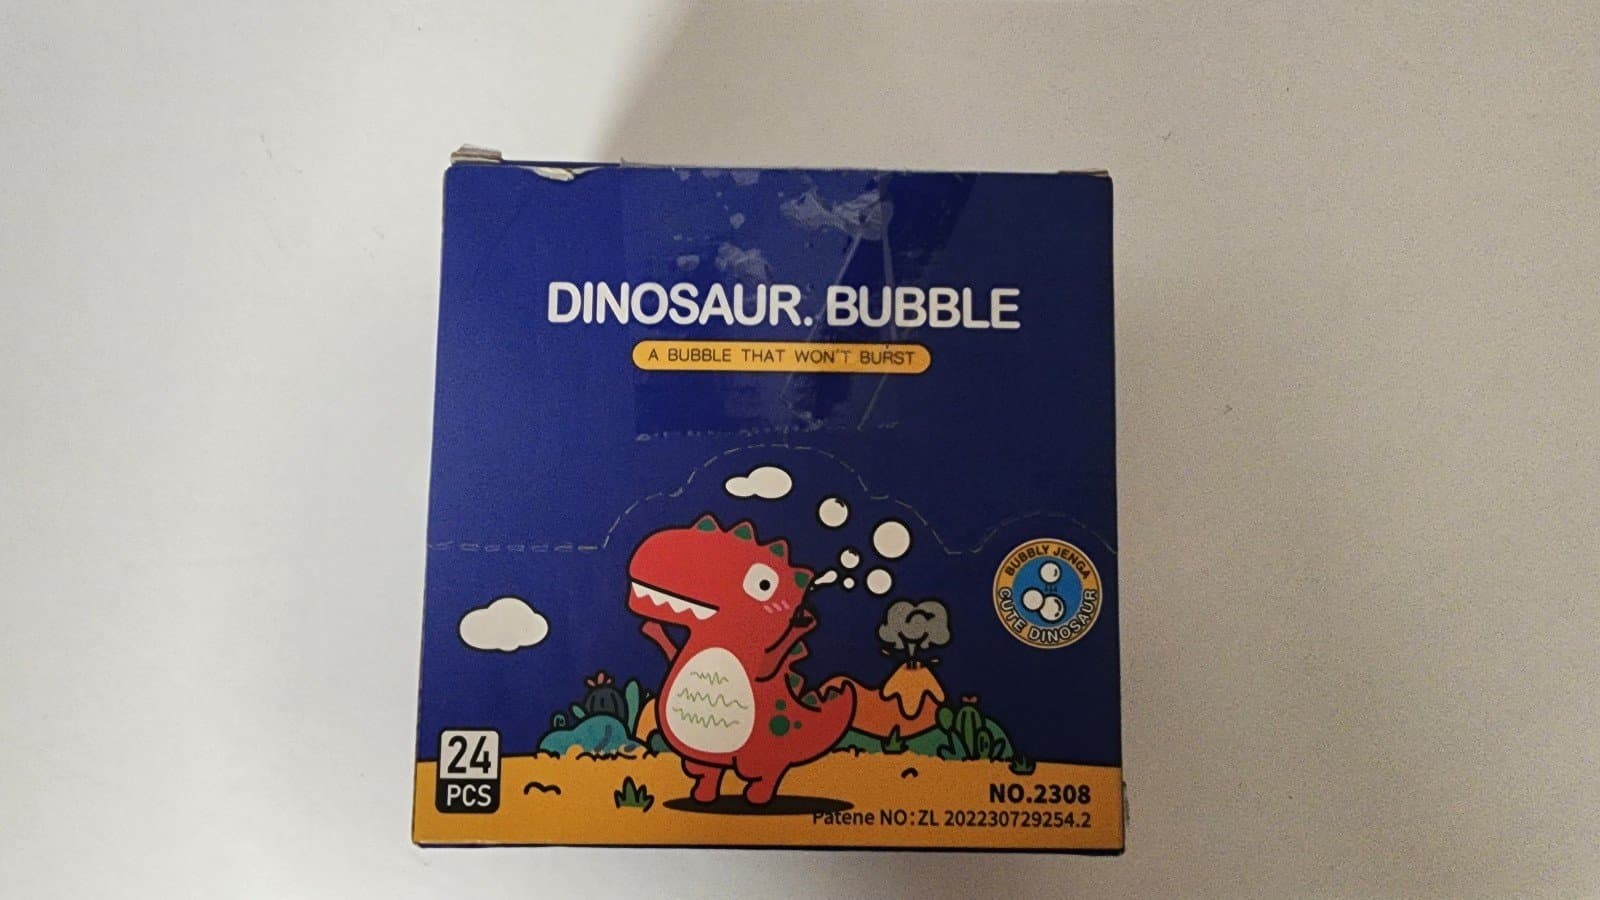 DINOSAUR. BUBBLE
A BUBBLE THAT WON'T BURST
BUBBLY JENGA
CUTE DINOSAUR
24
PCS
NO.2308
Patene NO:ZL 202230729254.2